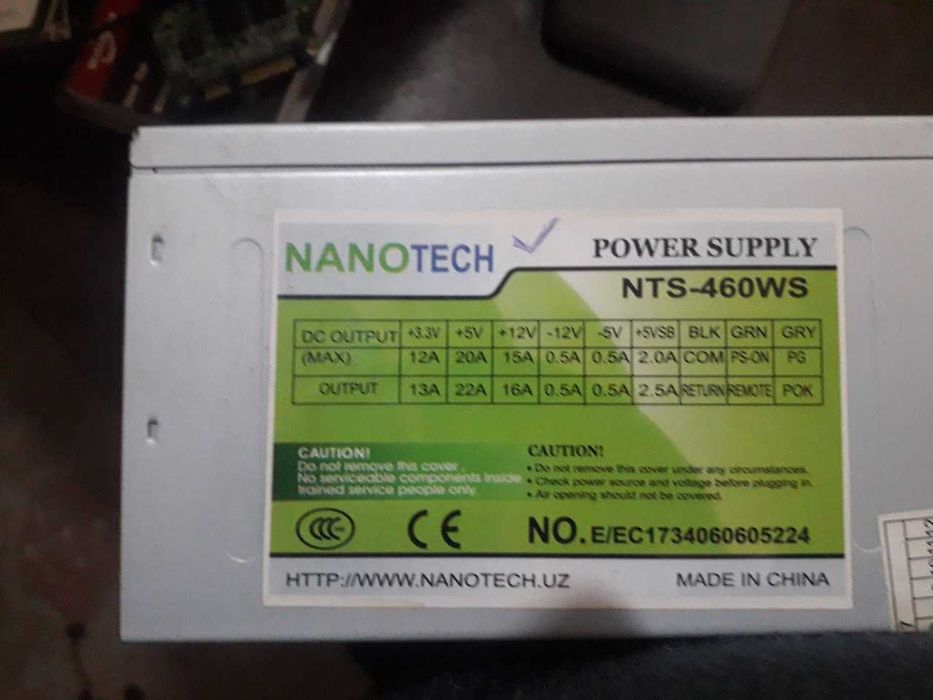 NANOTECH
POWER SUPPLY
NTS-460WS
DC OUTPUT +3.3V +5V +12V -12V -5V +5VSB BLK GRN GRY
(MAX) 12A 20A 15A 0.5A 0.5A 2.0A COM PS-ON PG
OUTPUT 13A 22A 16A 0.5A 0.5A 2.5A RETURN REMOTE POK
CAUTION!
Do not remove this cover.
No serviceable components inside
trained service people only.
CAUTION!
• Do not remove this cover under any circumstances.
• Check power source and voltage before plugging in.
• Air opening should not be covered.
CCC CE NO. E/EC1734060605224
HTTP://WWW.NANOTECH.UZ MADE IN CHINA